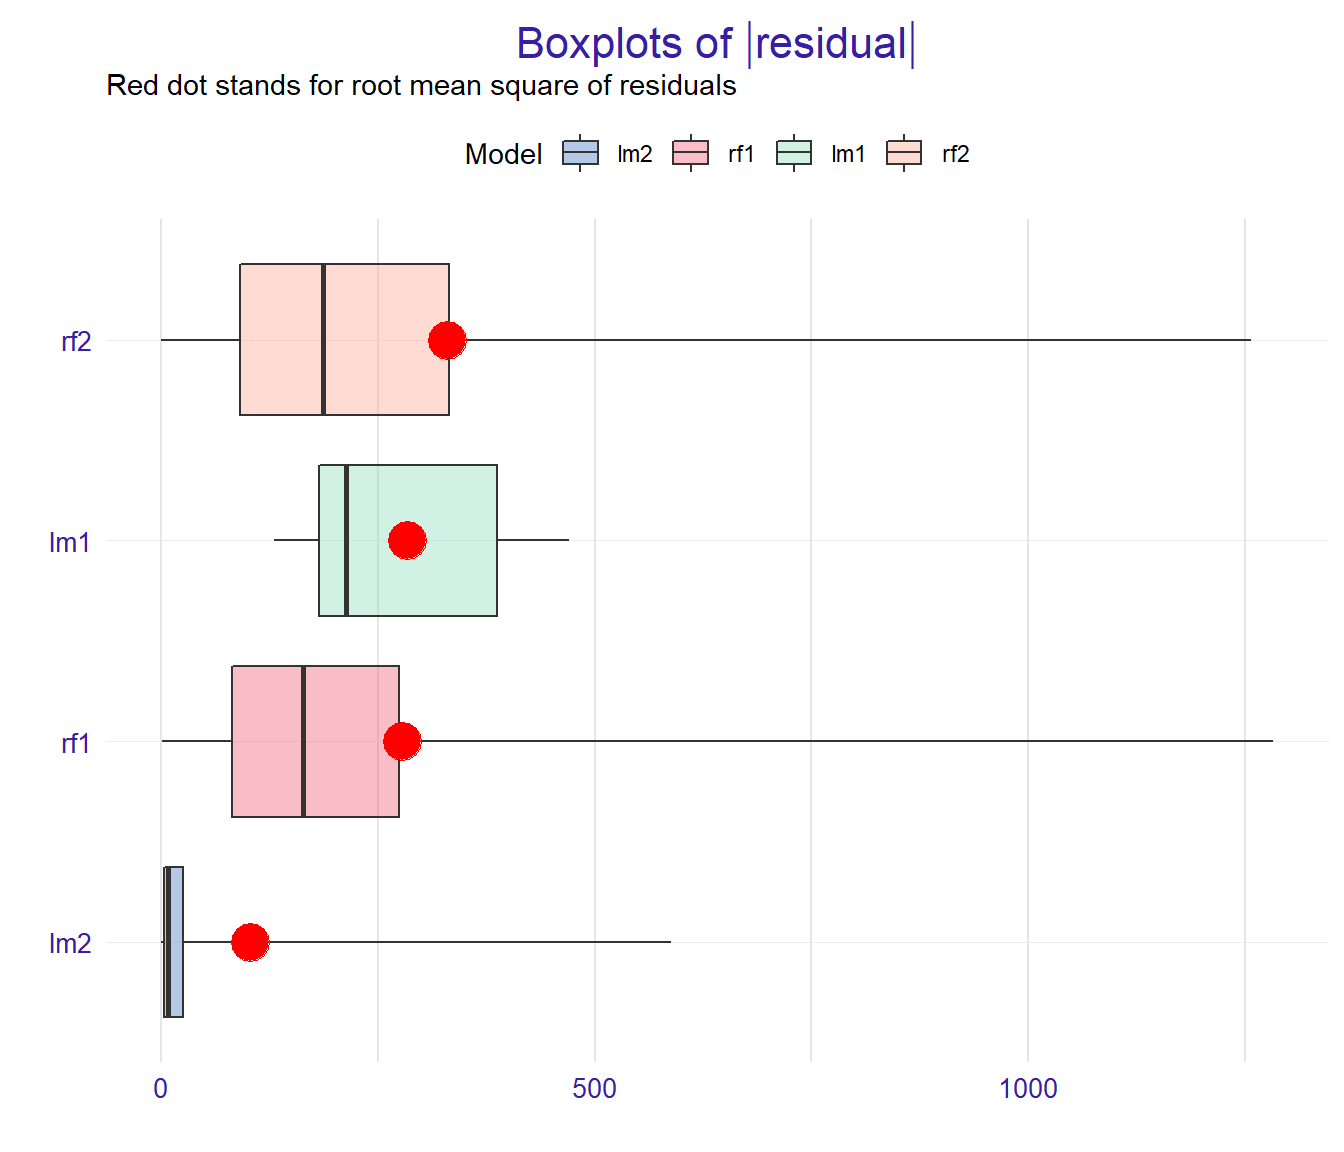 Boxplots of |residual|
Red dot stands for root mean square of residuals
Model lm2 rf1 lm1 rf2
rf2
lm1
rf1
lm2
0 500 1000